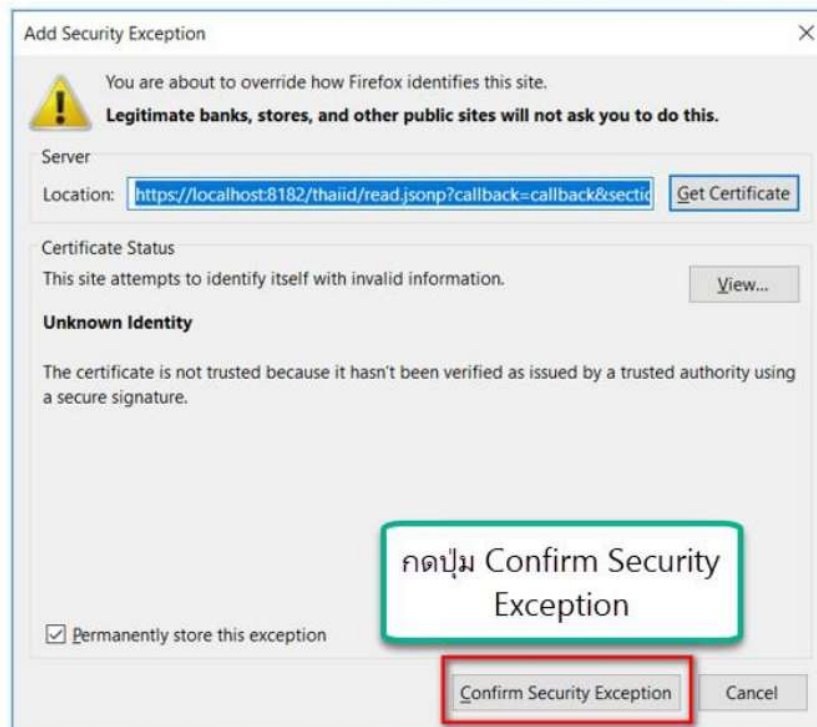 Add Security Exception
You are about to override how Firefox identifies this site.
Legitimate banks, stores, and other public sites will not ask you to do this.
Server
Location:
https://localhost:8182/thaiid/read.jsonp?callback=callback&sectic
Get Certificate
Certificate Status
This site attempts to identify itself with invalid information.
View...
Unknown Identity
The certificate is not trusted because it hasn't been verified as issued by a trusted authority using
a secure signature.
กดปุ่ม Confirm Security
Exception
Permanently store this exception
Confirm Security Exception
Cancel